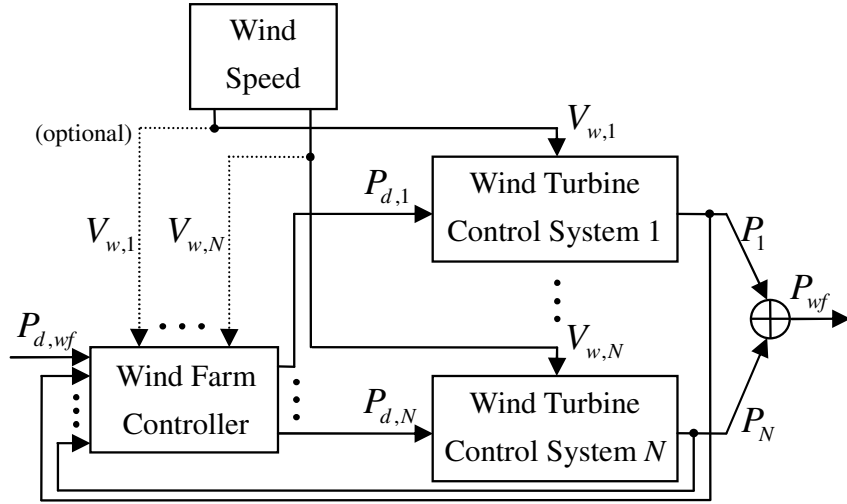 Wind
Speed
(optional)
V_{w,1}
P_{d,1}
Wind Turbine
Control System 1
V_{w,1}
V_{w,N}
P_1
P_{wf}
P_{d,wf}
V_{w,N}
Wind Farm
Controller
P_{d,N}
Wind Turbine
Control System N
P_N